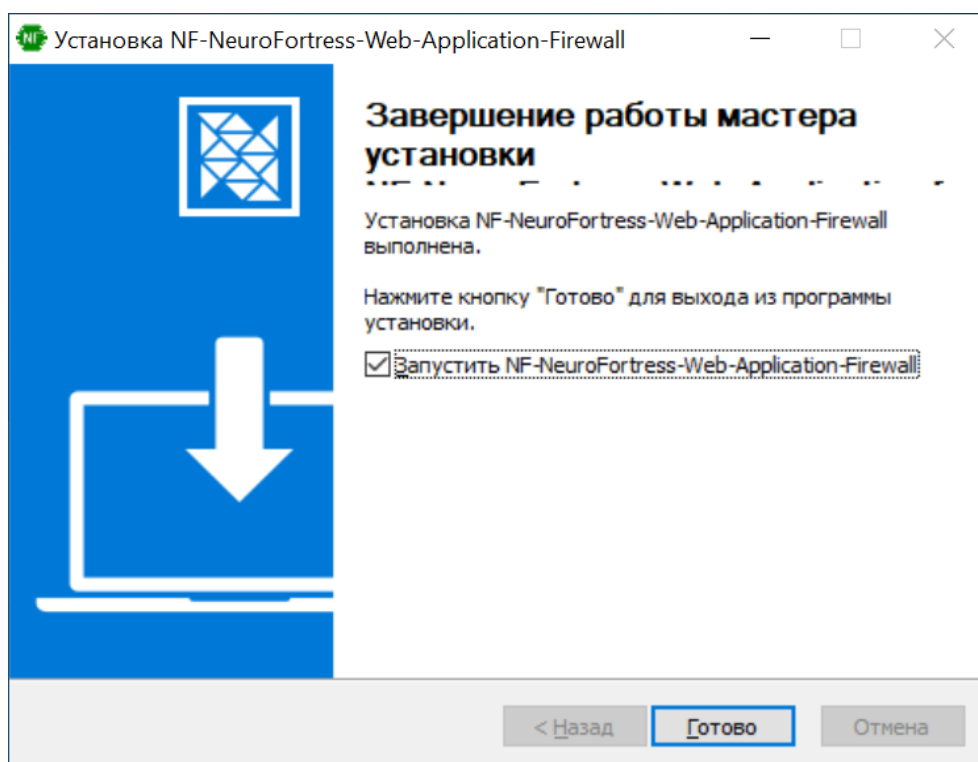 NF
Установка NF-NeuroFortress-Web-Application-Firewall
Завершение работы мастера
установки
Установка NF-NeuroFortress-Web-Application-Firewall
выполнена.
Нажмите кнопку "Готово" для выхода из программы
установки.
Запустить NF-NeuroFortress-Web-Application-Firewall
< Назад
Готово
Отмена